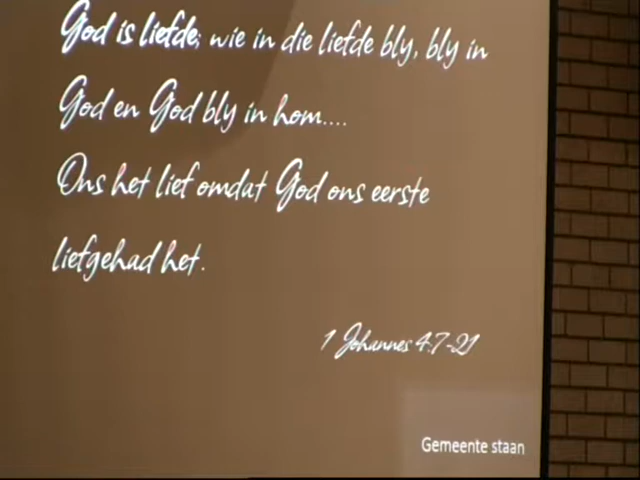 God is liefde; wie in die liefde bly, bly in
God en God bly in hom....
Ons het lief omdat God ons eerste
liefgehad het.
1 Johannes 4:7-21
Gemeente staan